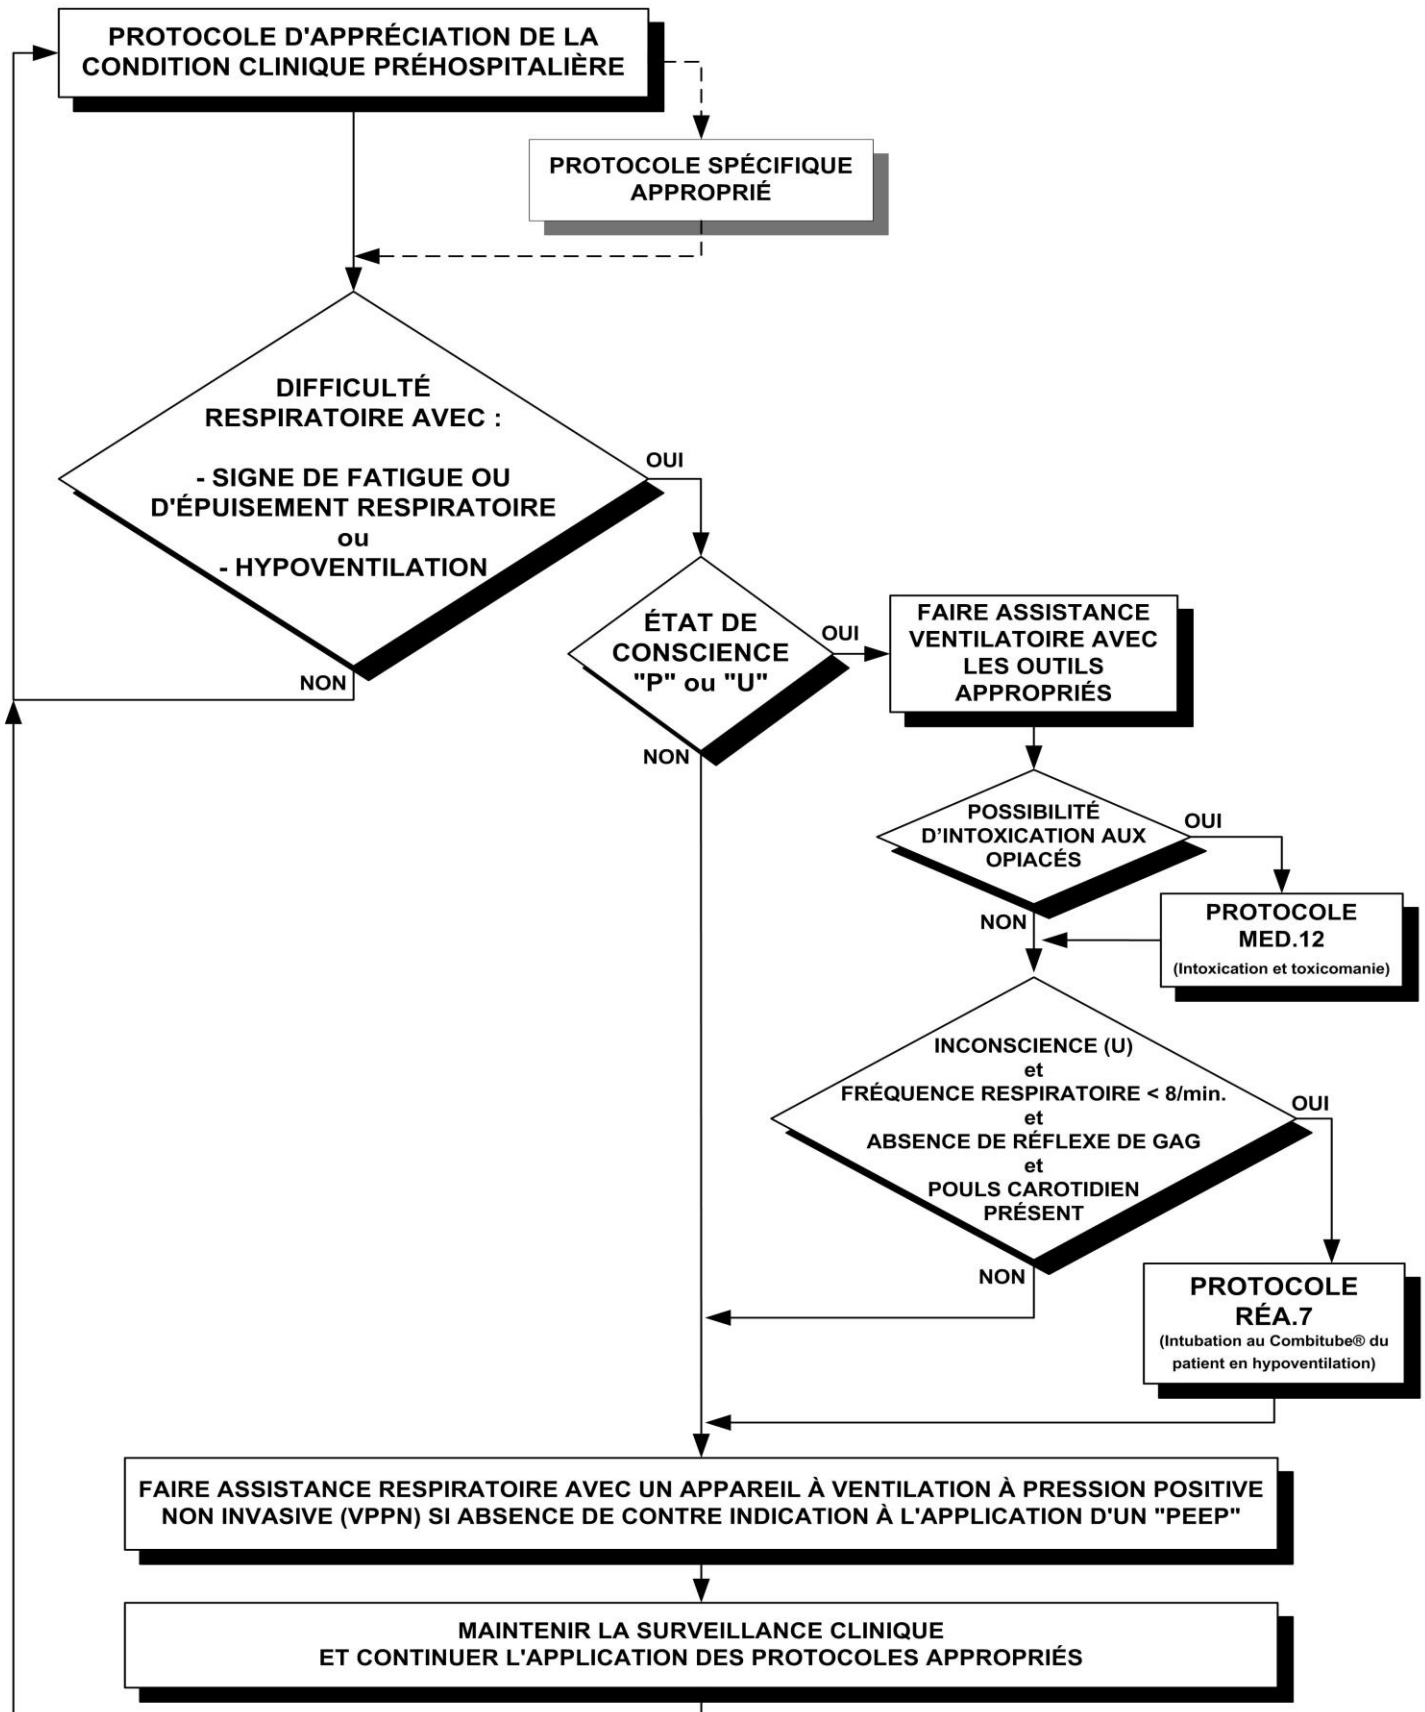 PROTOCOLE D'APPRÉCIATION DE LA
CONDITION CLINIQUE PRÉHOSPITALIÈRE
PROTOCOLE SPÉCIFIQUE
APPROPRIÉ
DIFFICULTÉ
RESPIRATOIRE AVEC :
- SIGNE DE FATIGUE OU
D'ÉPUISEMENT RESPIRATOIRE
ou
- HYPOVENTILATION
OUI
NON
ÉTAT DE
CONSCIENCE
"P" ou "U"
OUI
NON
FAIRE ASSISTANCE
VENTILATOIRE AVEC
LES OUTILS
APPROPRIÉS
POSSIBILITÉ
D'INTOXICATION AUX
OPIACÉS
OUI
NON
PROTOCOLE
MED.12
(Intoxication et toxicomanie)
INCONSCIENCE (U)
et
FRÉQUENCE RESPIRATOIRE < 8/min.
et
ABSENCE DE RÉFLEXE DE GAG
et
POULS CAROTIDIEN
PRÉSENT
OUI
NON
PROTOCOLE
RÉA.7
(Intubation au Combitube® du
patient en hypoventilation)
FAIRE ASSISTANCE RESPIRATOIRE AVEC UN APPAREIL À VENTILATION À PRESSION POSITIVE
NON INVASIVE (VPPN) SI ABSENCE DE CONTRE INDICATION À L'APPLICATION D'UN "PEEP"
MAINTENIR LA SURVEILLANCE CLINIQUE
ET CONTINUER L'APPLICATION DES PROTOCOLES APPROPRIÉS